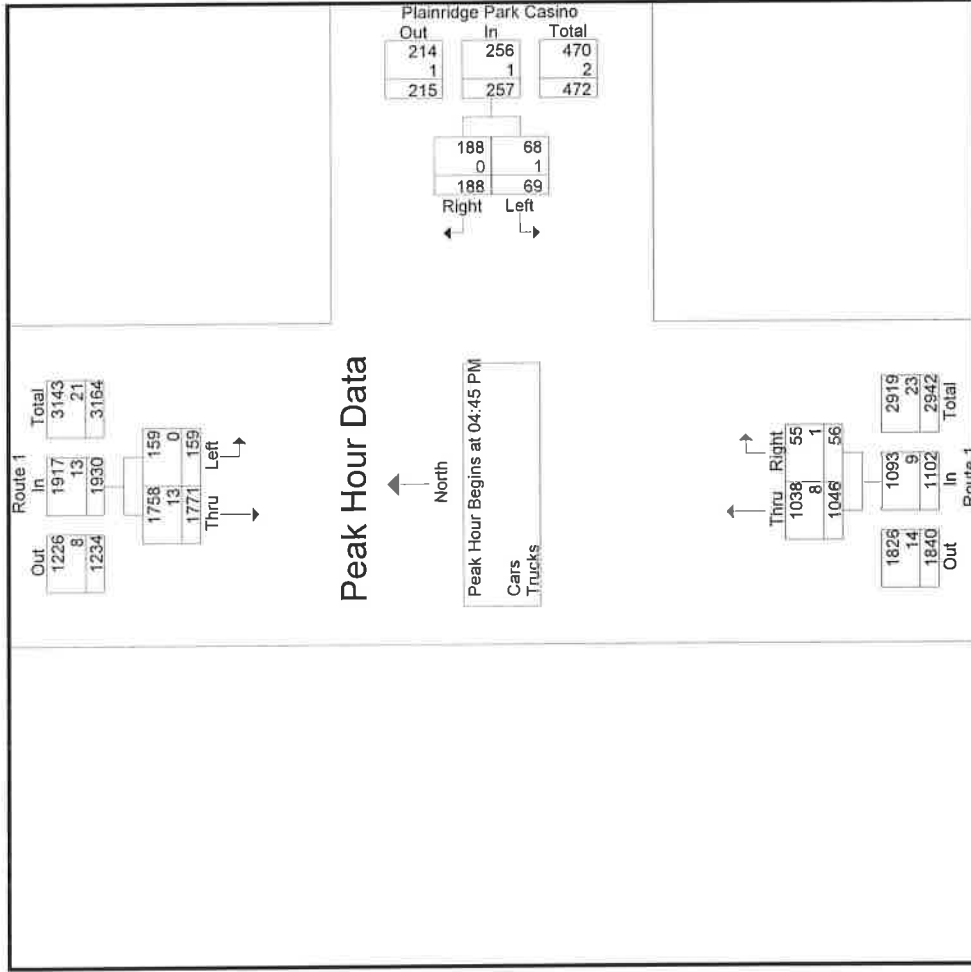 Plainridge Park Casino
Out In Total
214 256 470
1 1 2
215 257 472
188 68
0 1
188 69
Right Left
Route 1
Out In Total
1226 1917 3143
8 13 21
1234 1930 3164
1758 159
13 0
1771 159
Thru Left
Peak Hour Data
North
Peak Hour Begins at 04:45 PM
Cars
Trucks
Thru Right
1038 55
8 1
1046 56
1826 1093 2919
14 9 23
1840 1102 2942
Out In Total
Route 1